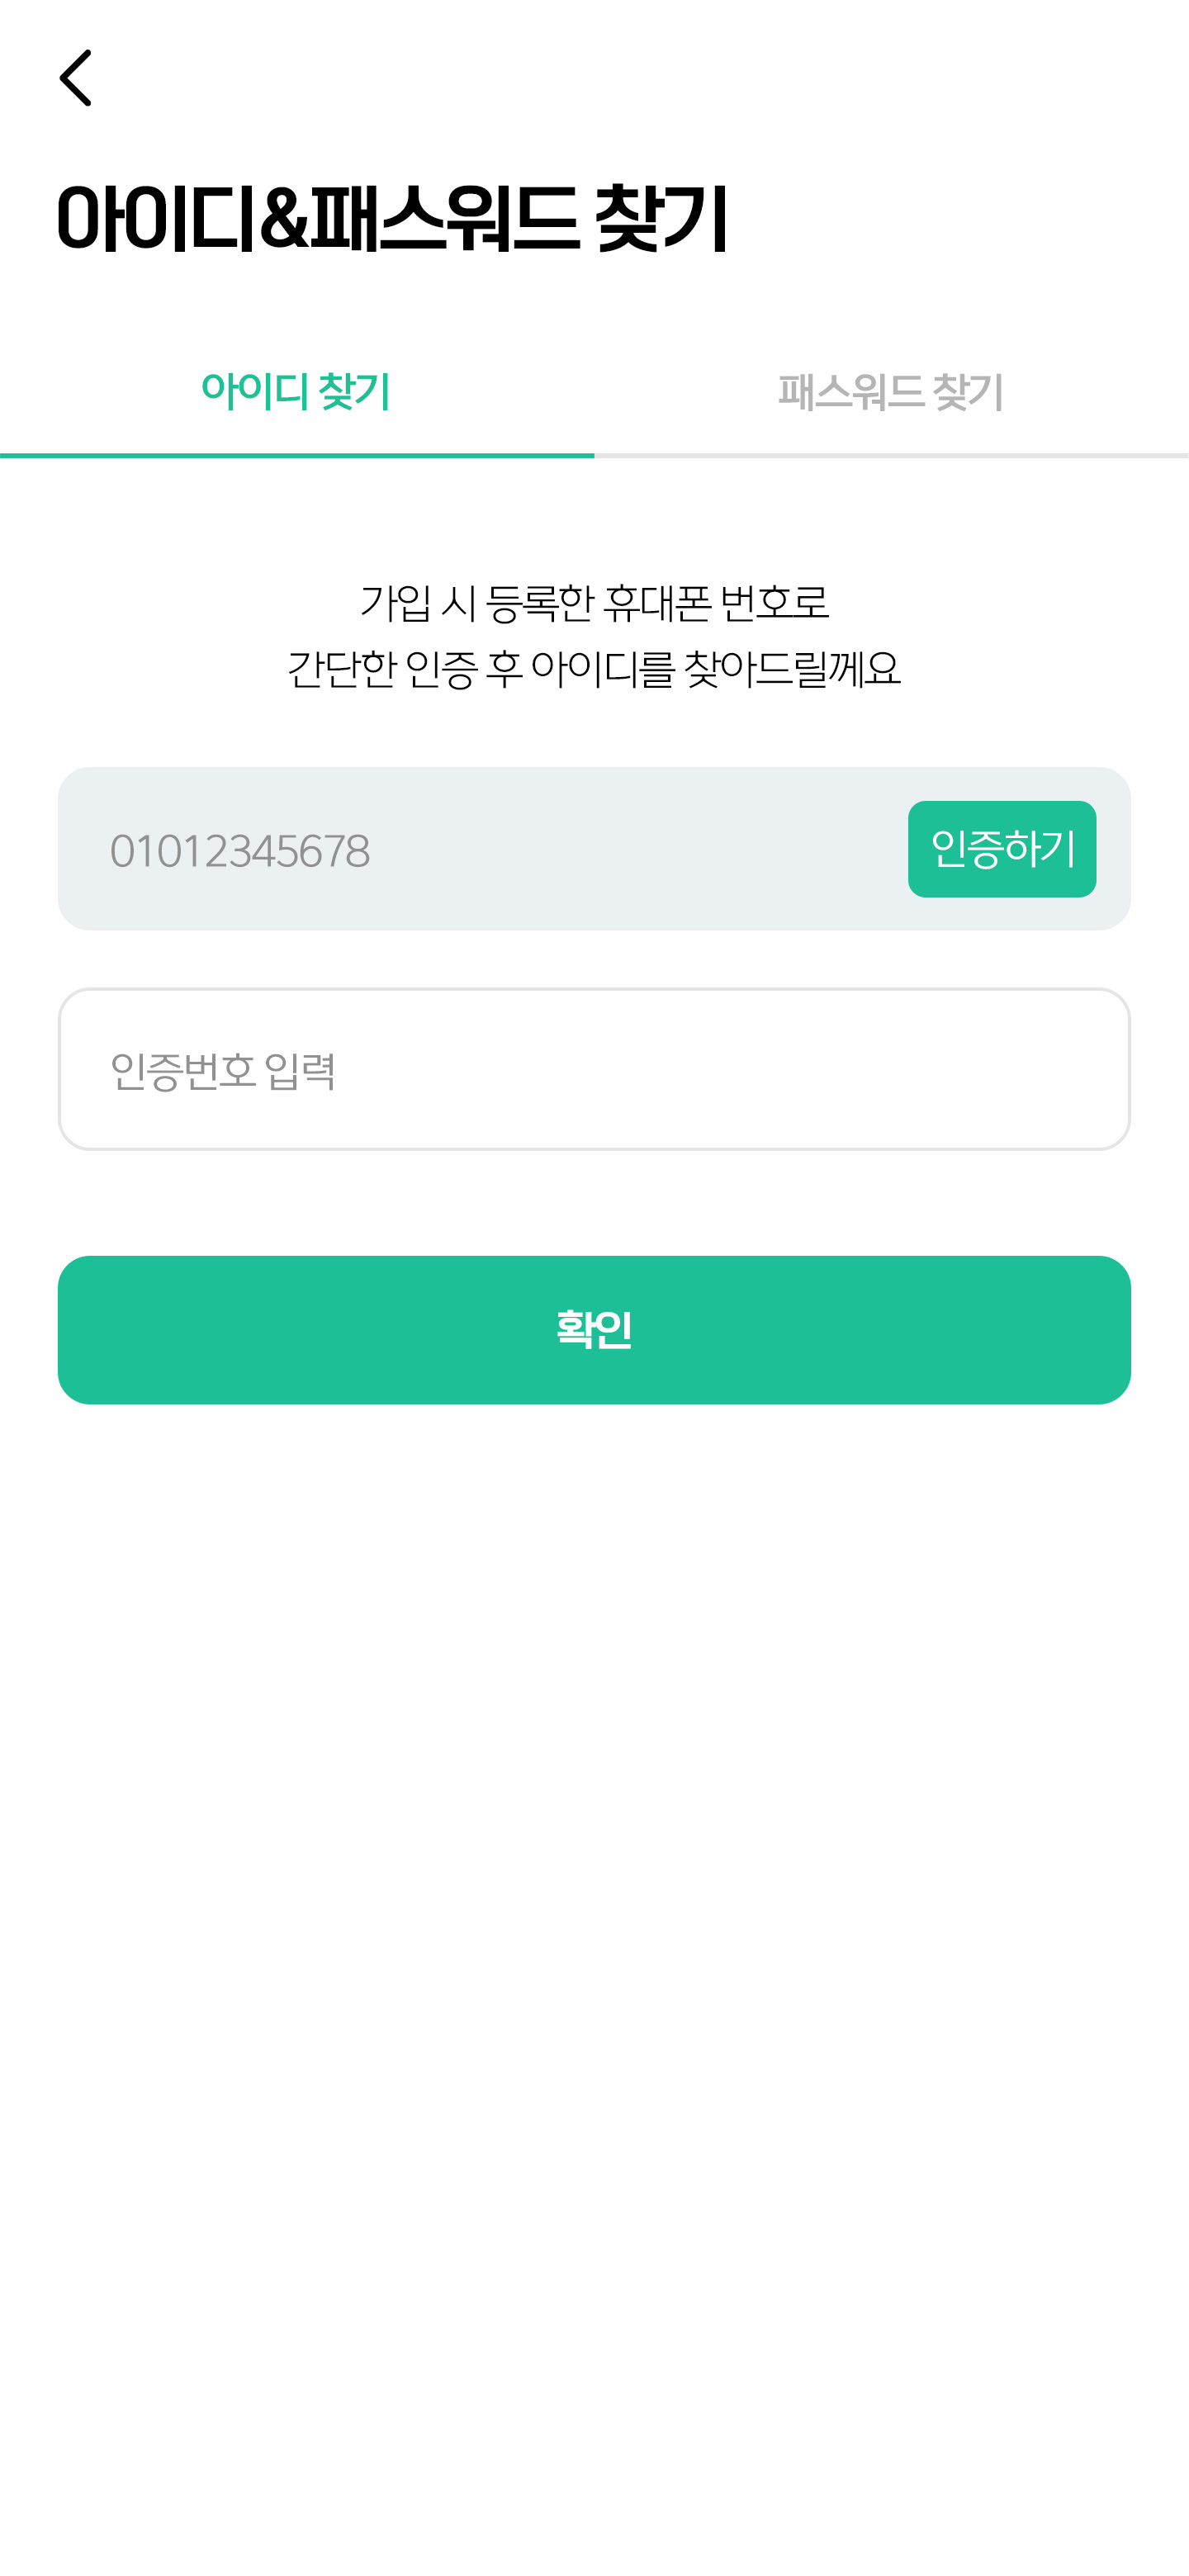 아이디&패스워드 찾기
아이디 찾기
패스워드 찾기
가입 시 등록한 휴대폰 번호로
간단한 인증 후 아이디를 찾아드릴께요
01012345678
인증하기
인증번호 입력
확인